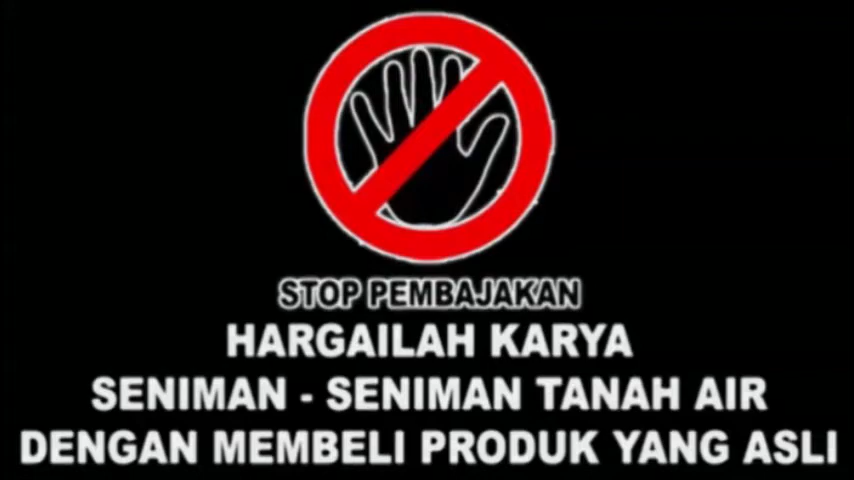 STOP PEMBAJAKAN
HARGAILAH KARYA
SENIMAN - SENIMAN TANAH AIR
DENGAN MEMBELI PRODUK YANG ASLI